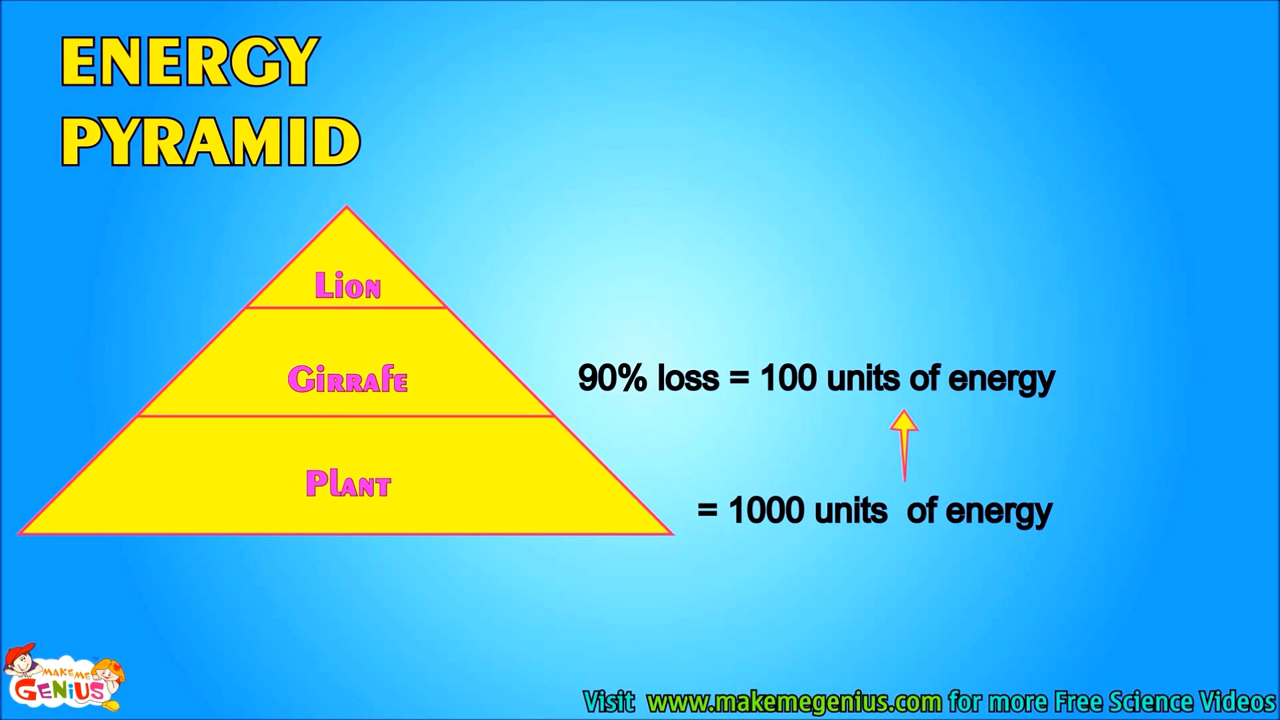 ENERGY
PYRAMID
Lion
Girrafe
90% loss = 100 units of energy
Plant
= 1000 units of energy
MAKE ME
GENiUS
Visit www.makemegenius.com for more Free Science Videos